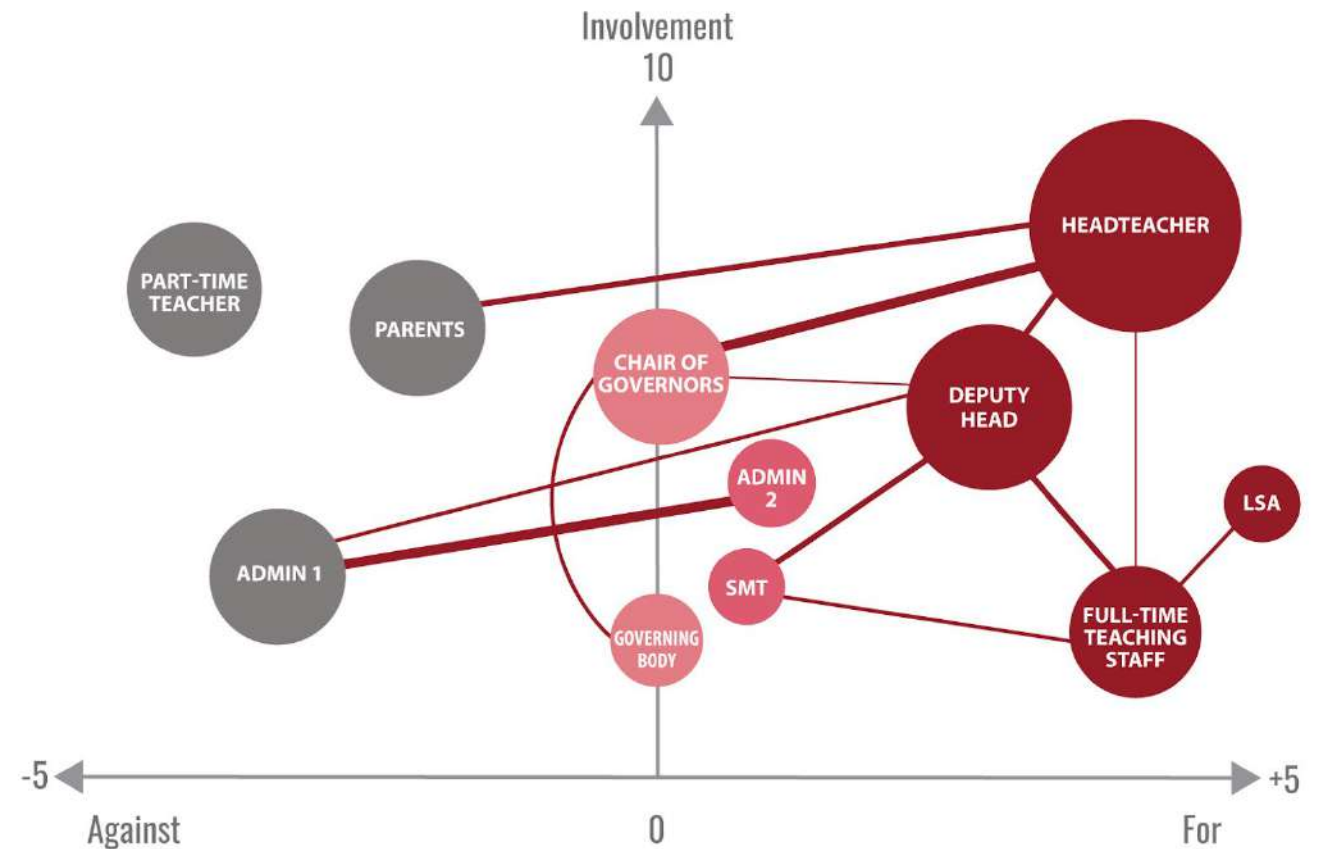 Involvement
10
HEADTEACHER
PART-TIME
TEACHER
PARENTS
CHAIR OF
GOVERNORS
DEPUTY
HEAD
ADMIN
2
LSA
ADMIN 1
SMT
FULL-TIME
TEACHING
STAFF
GOVERNING
BODY
-5
+5
Against
0
For